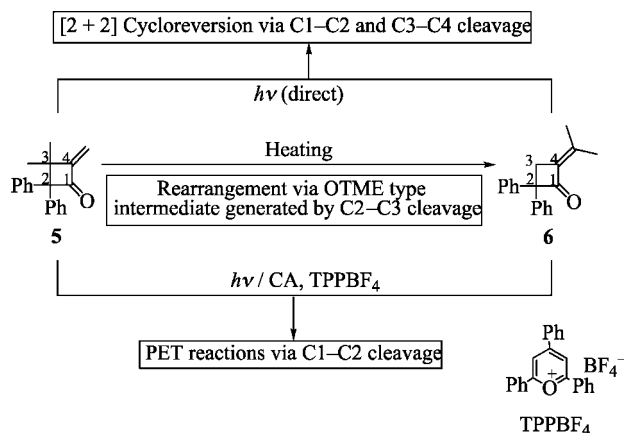 [2 + 2] Cycloreversion via C1–C2 and C3–C4 cleavage
hν (direct)
3
4
2
1
Ph
Ph
O
5
Heating
Rearrangement via OTME type
intermediate generated by C2–C3 cleavage
3
4
2
1
Ph
Ph
O
6
hν / CA, TPPBF₄
PET reactions via C1–C2 cleavage
Ph
Ph
O
+
Ph
BF₄⁻
TPPBF₄